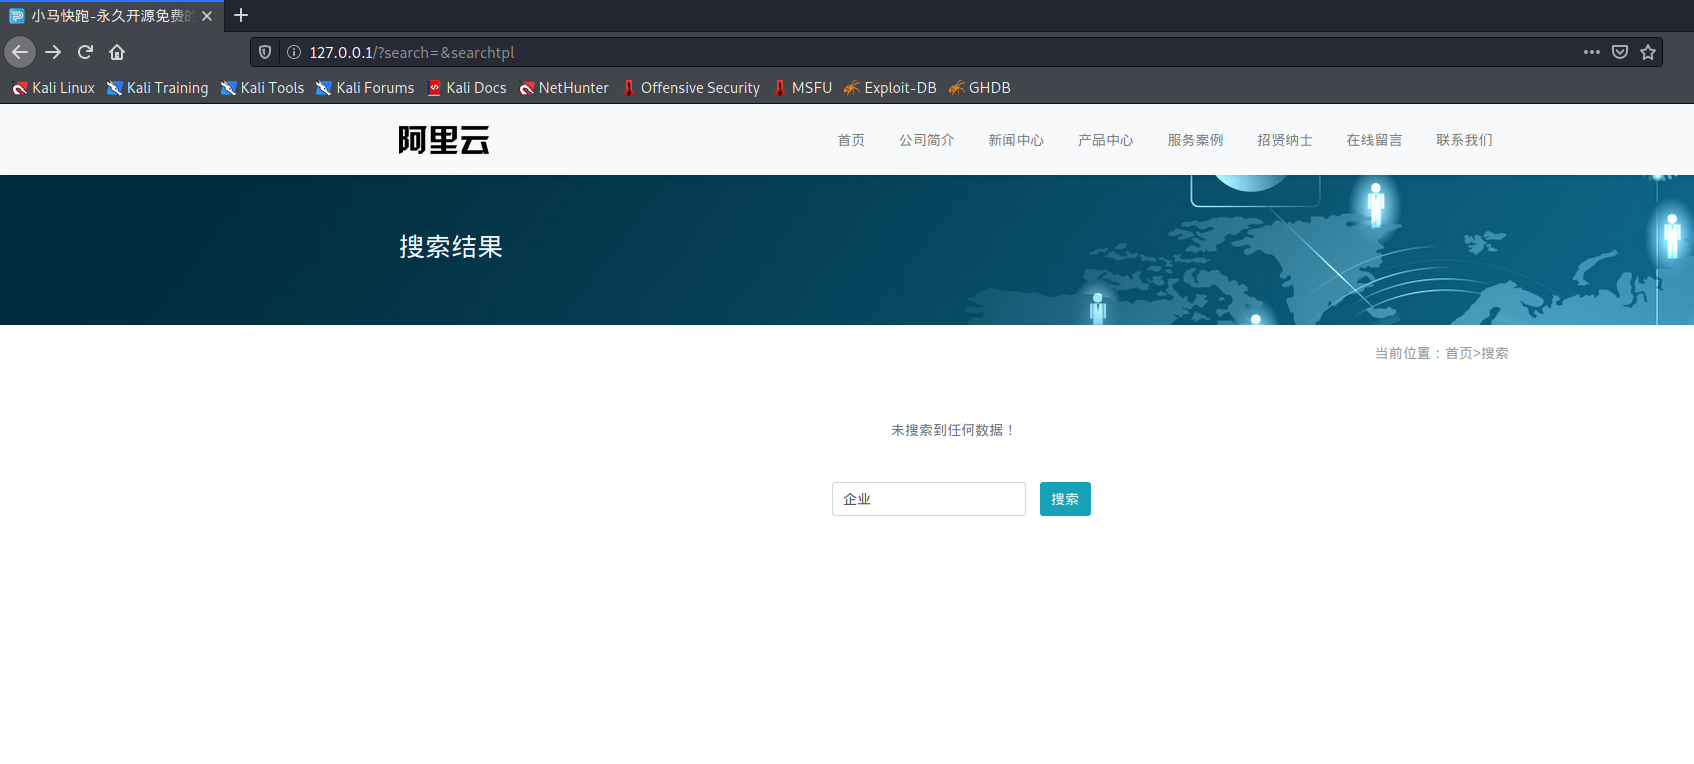 小马快跑-永久开源免费的
127.0.0.1/?search=&searchtpl
Kali Linux Kali Training Kali Tools Kali Forums Kali Docs NetHunter Offensive Security MSFU Exploit-DB GHDB
阿里云 首页 公司简介 新闻中心 产品中心 服务案例 招贤纳士 在线留言 联系我们
搜索结果
当前位置：首页>搜索
未搜索到任何数据！
企业 搜索